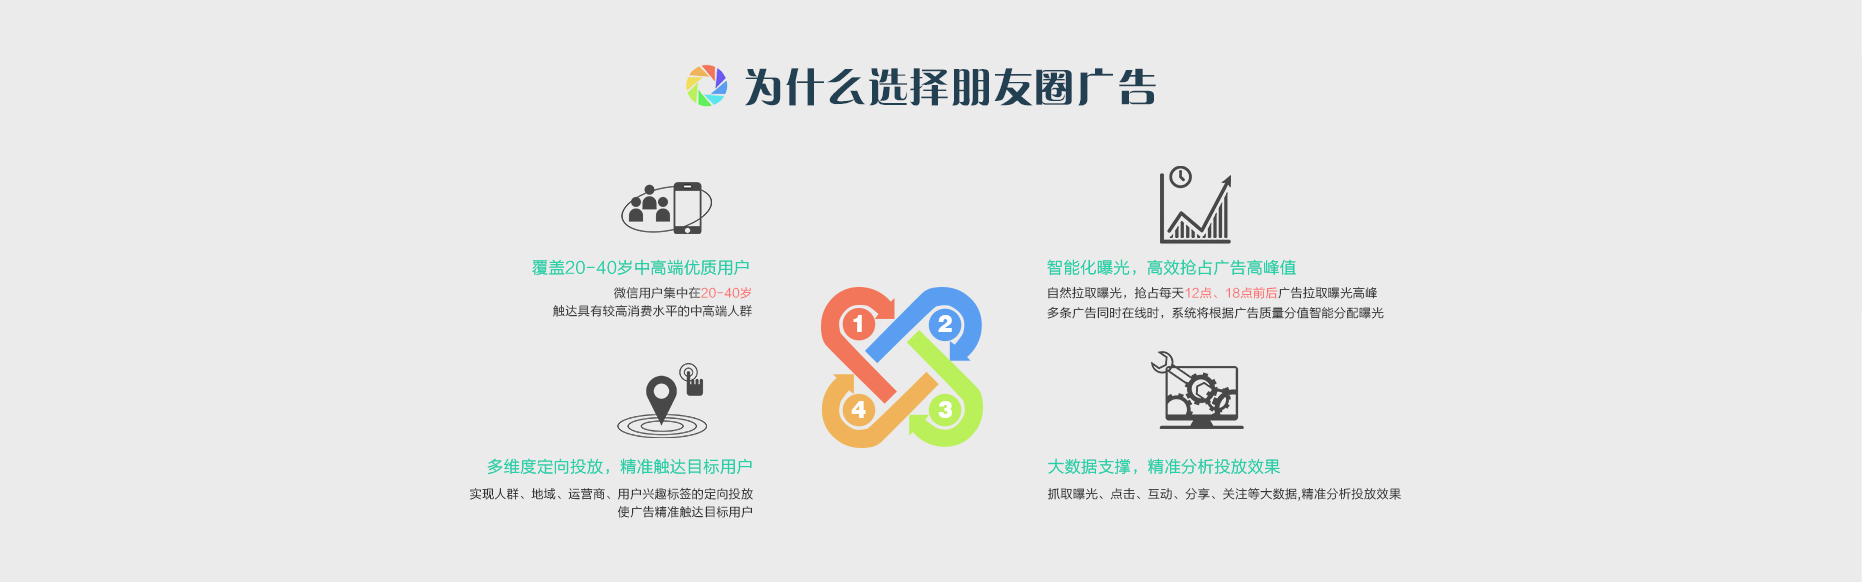 为什么选择朋友圈广告
覆盖20-40岁中高端优质用户
微信用户集中在20-40岁
触达具有较高消费水平的中高端人群
智能化曝光，高效抢占广告高峰值
自然拉取曝光，抢占每天12点、18点前后广告拉取曝光高峰
多条广告同时在线时，系统将根据广告质量分值智能分配曝光
1
2
4
3
多维度定向投放，精准触达目标用户
实现人群、地域、运营商、用户兴趣标签的定向投放
使广告精准触达目标用户
大数据支撑，精准分析投放效果
抓取曝光、点击、互动、分享、关注等大数据,精准分析投放效果